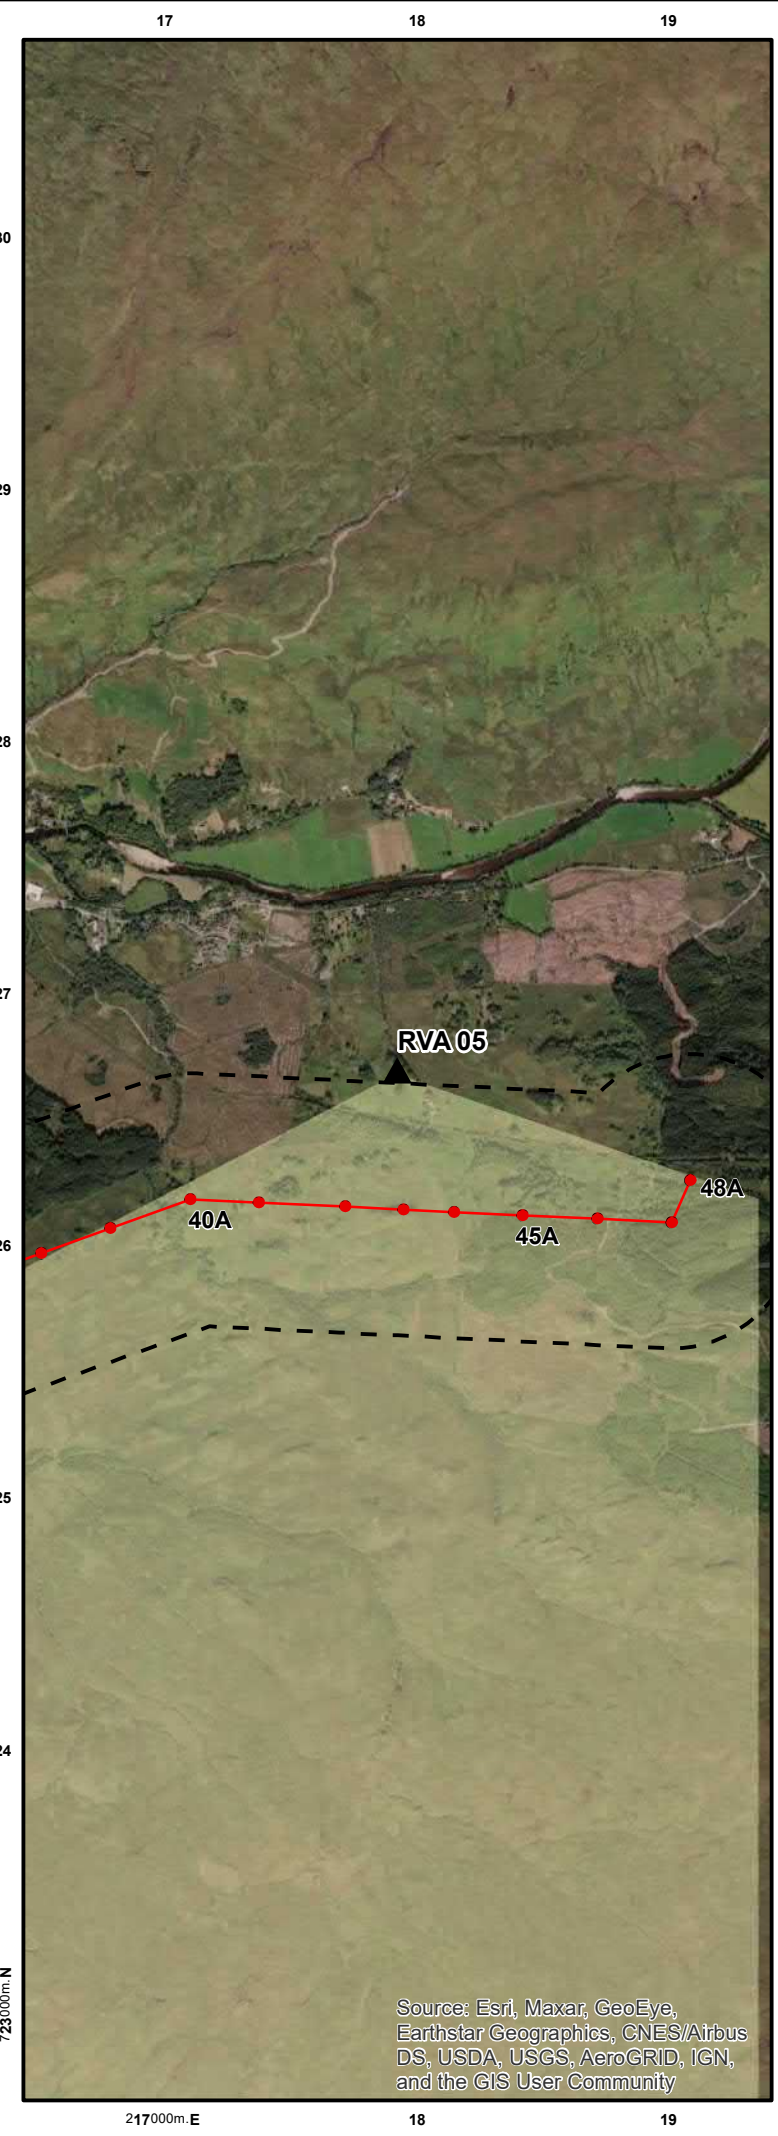 17 18 19
30
29
28
27
RVA 05
48A
40A
45A
26
25
24
723000m.N
Source: Esri, Maxar, GeoEye,
Earthstar Geographics, CNES/Airbus
DS, USDA, USGS, AeroGRID, IGN,
and the GIS User Community
217000m.E 18 19